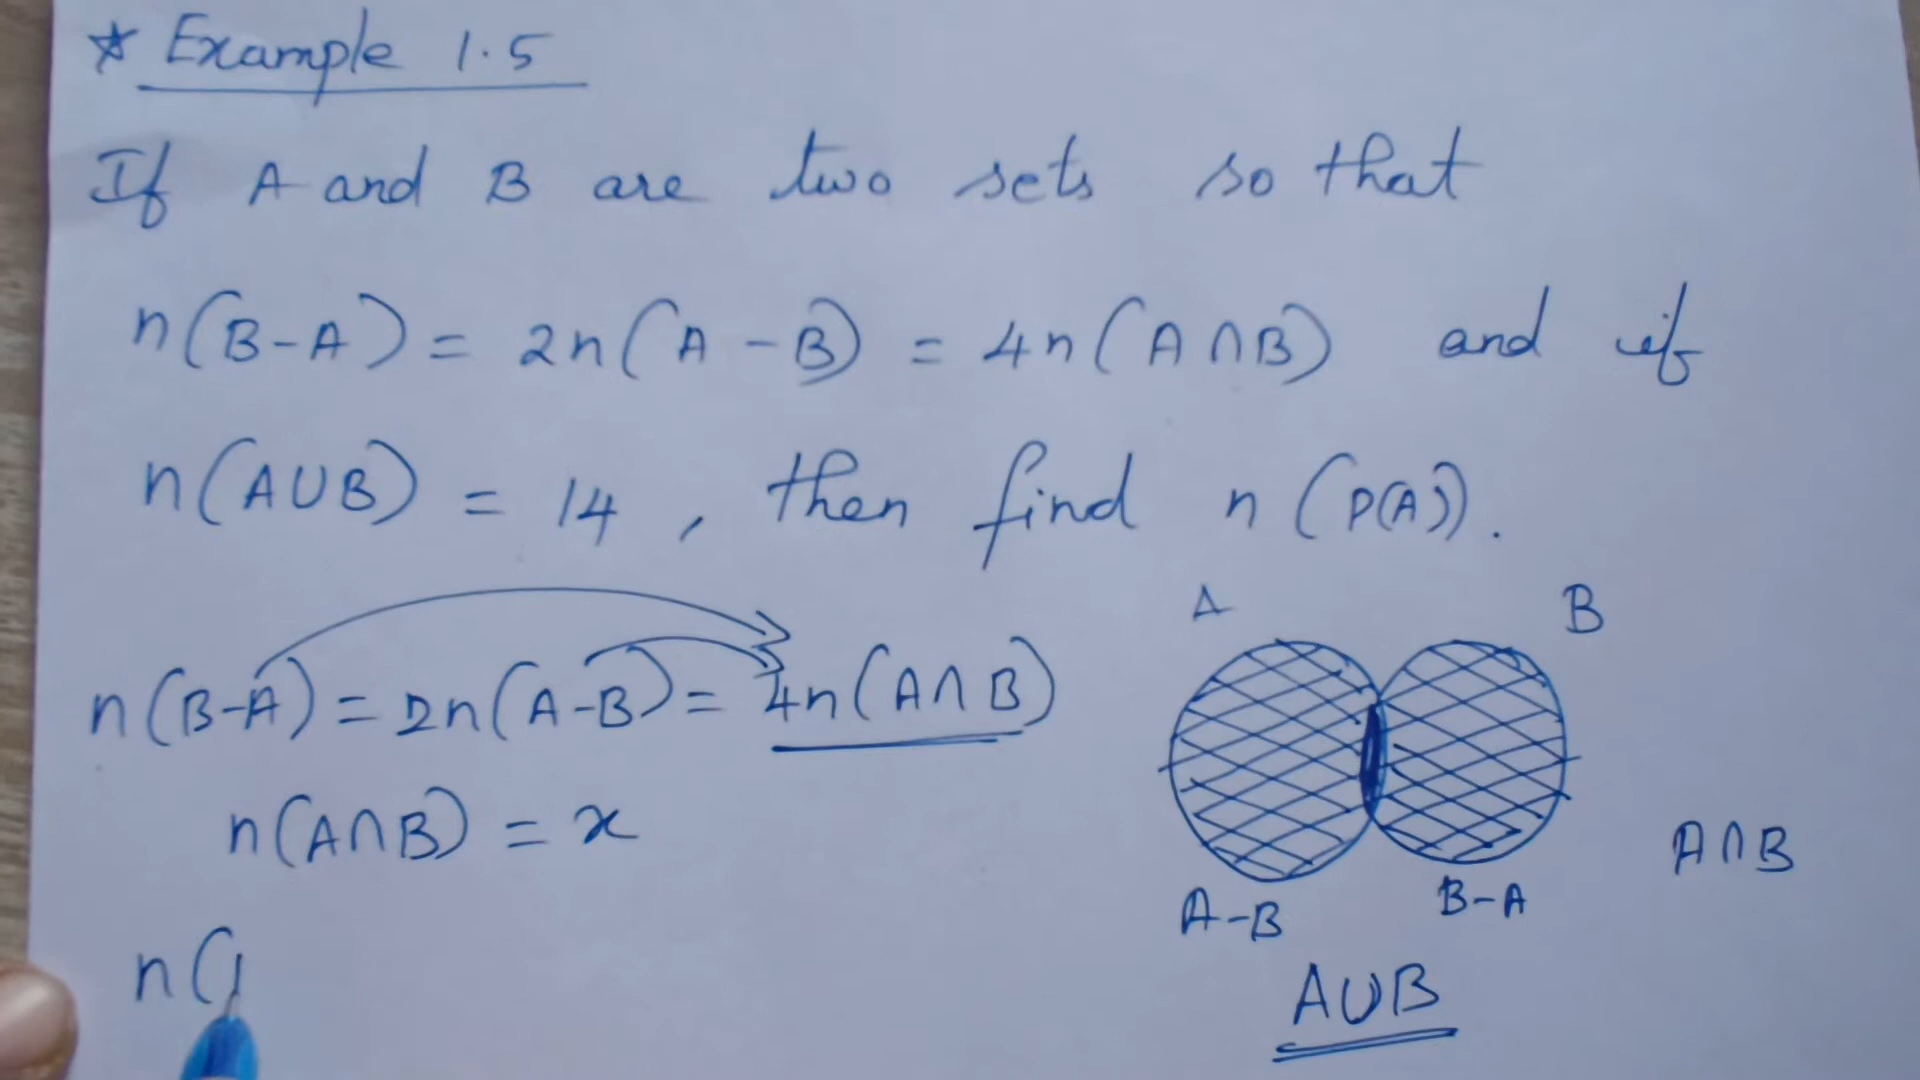 * Example 1.5
If A and B are two sets so that
n(B-A) = 2n(A-B) = 4n(A∩B) and if
n(A∪B) = 14, then find n(P(A)).
n(B-A) = 2n(A-B) = 4n(A∩B)
n(A∩B) = x
n(
A B
A-B B-A
A∩B
A∪B